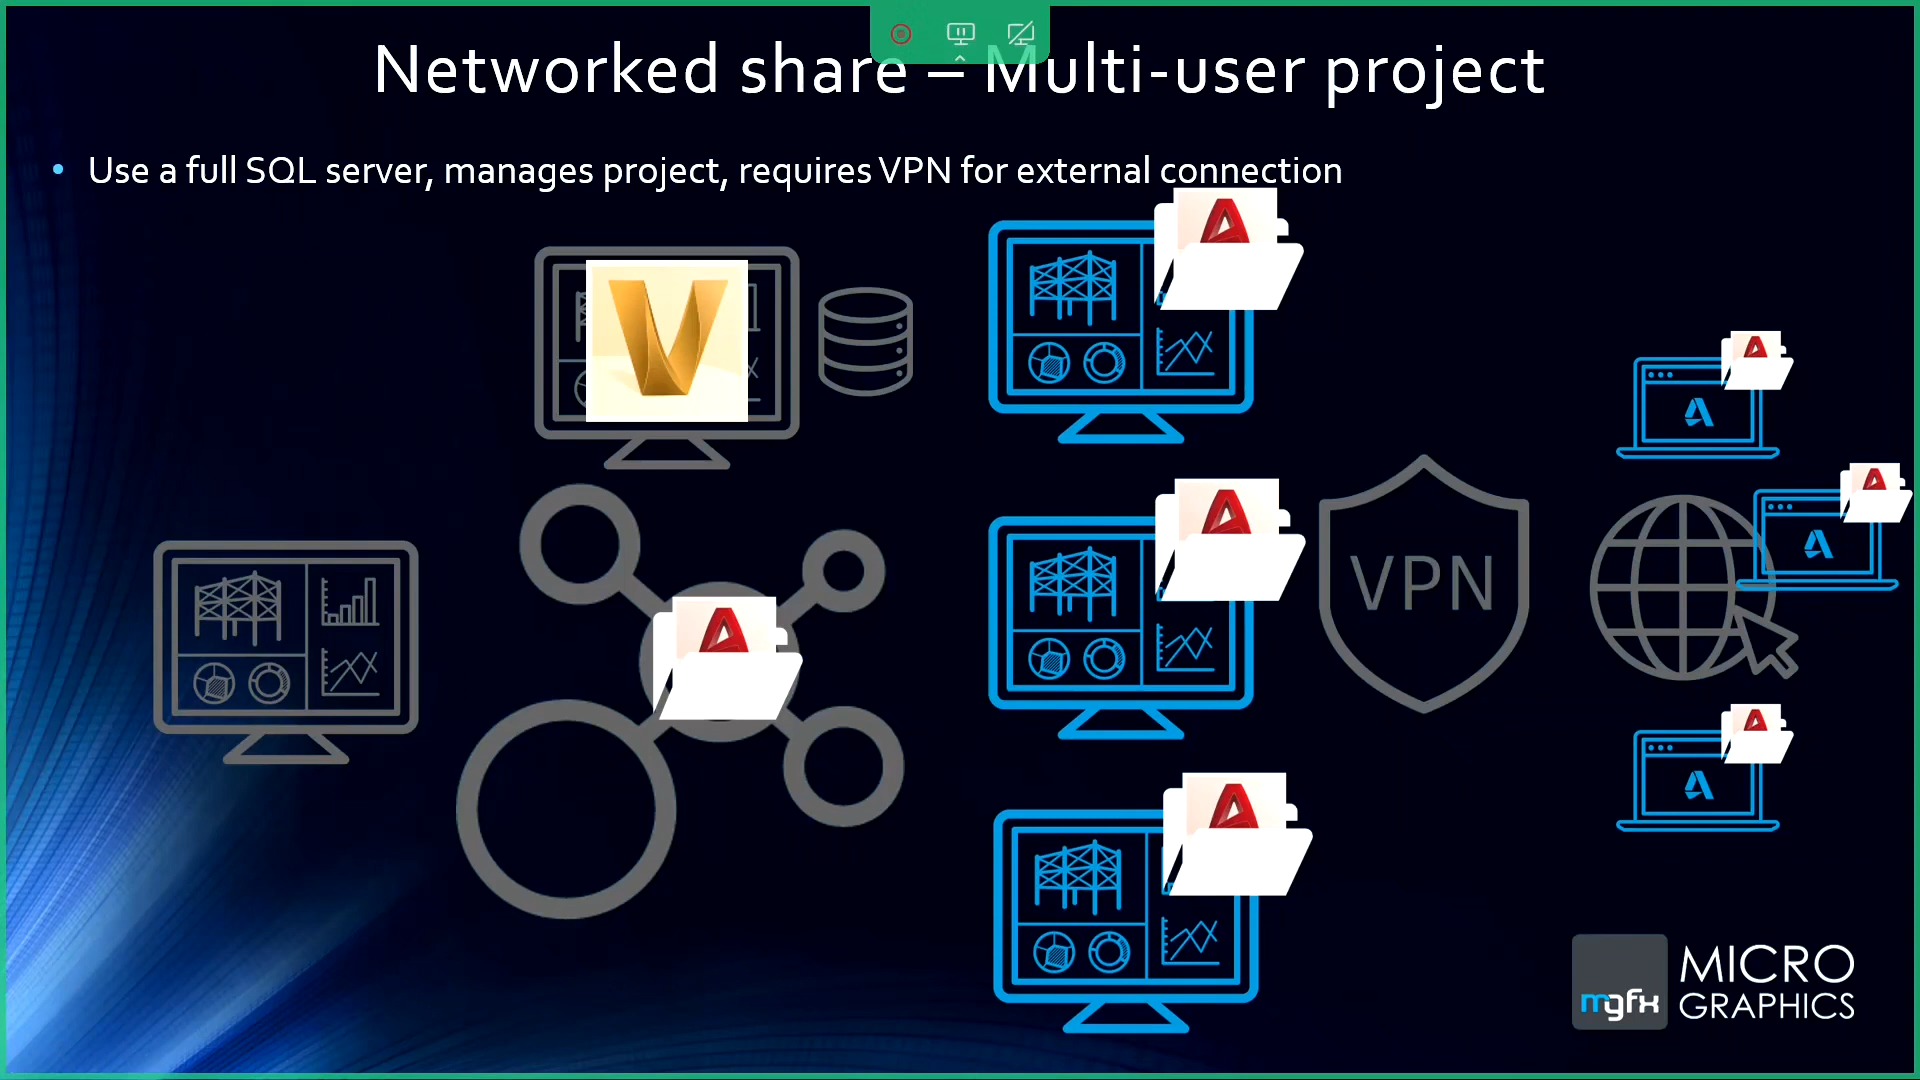 Networked share – Multi-user project
• Use a full SQL server, manages project, requires VPN for external connection
VPN
mgfx
MICRO
GRAPHICS